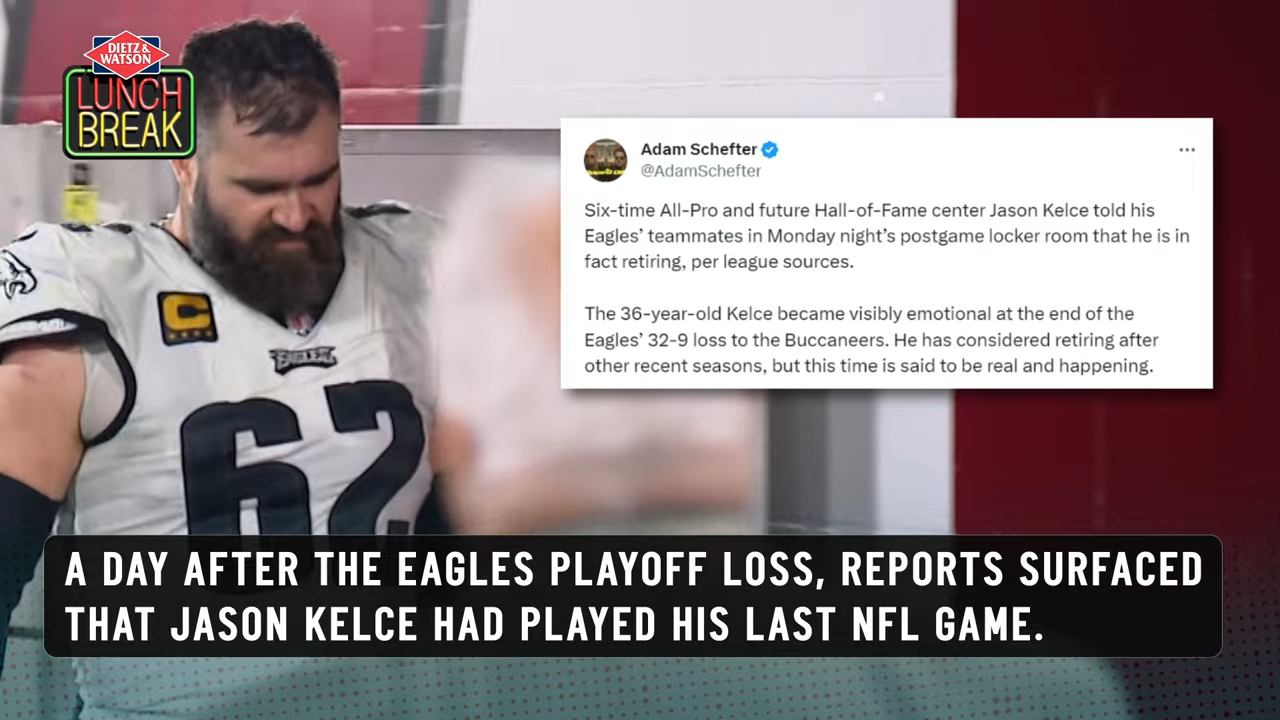 DIETZ &
WATSON
LUNCH
BREAK
Adam Schefter
@AdamSchefter
Six-time All-Pro and future Hall-of-Fame center Jason Kelce told his
Eagles’ teammates in Monday night’s postgame locker room that he is in
fact retiring, per league sources.
The 36-year-old Kelce became visibly emotional at the end of the
Eagles’ 32-9 loss to the Buccaneers. He has considered retiring after
other recent seasons, but this time is said to be real and happening.
C
EAGLES
62
A DAY AFTER THE EAGLES PLAYOFF LOSS, REPORTS SURFACED
THAT JASON KELCE HAD PLAYED HIS LAST NFL GAME.